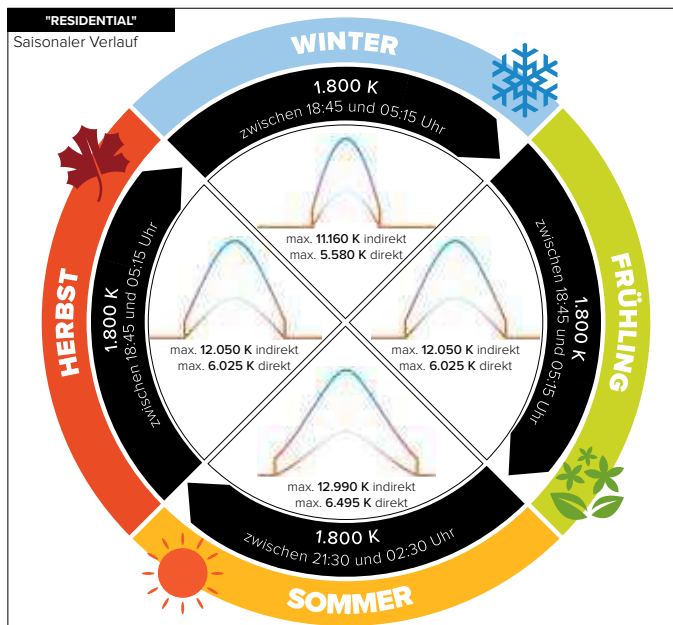 "RESIDENTIAL"
Saisonaler Verlauf
WINTER
1.800 K
zwischen 18:45 und 05:15 Uhr
max. 11.160 K indirekt
max. 5.580 K direkt
FRÜHLING
1.800 K
zwischen 18:45 und 05:15 Uhr
max. 12.050 K indirekt
max. 6.025 K direkt
SOMMER
1.800 K
zwischen 21:30 und 02:30 Uhr
max. 12.990 K indirekt
max. 6.495 K direkt
HERBST
1.800 K
zwischen 18:45 und 05:15 Uhr
max. 12.050 K indirekt
max. 6.025 K direkt